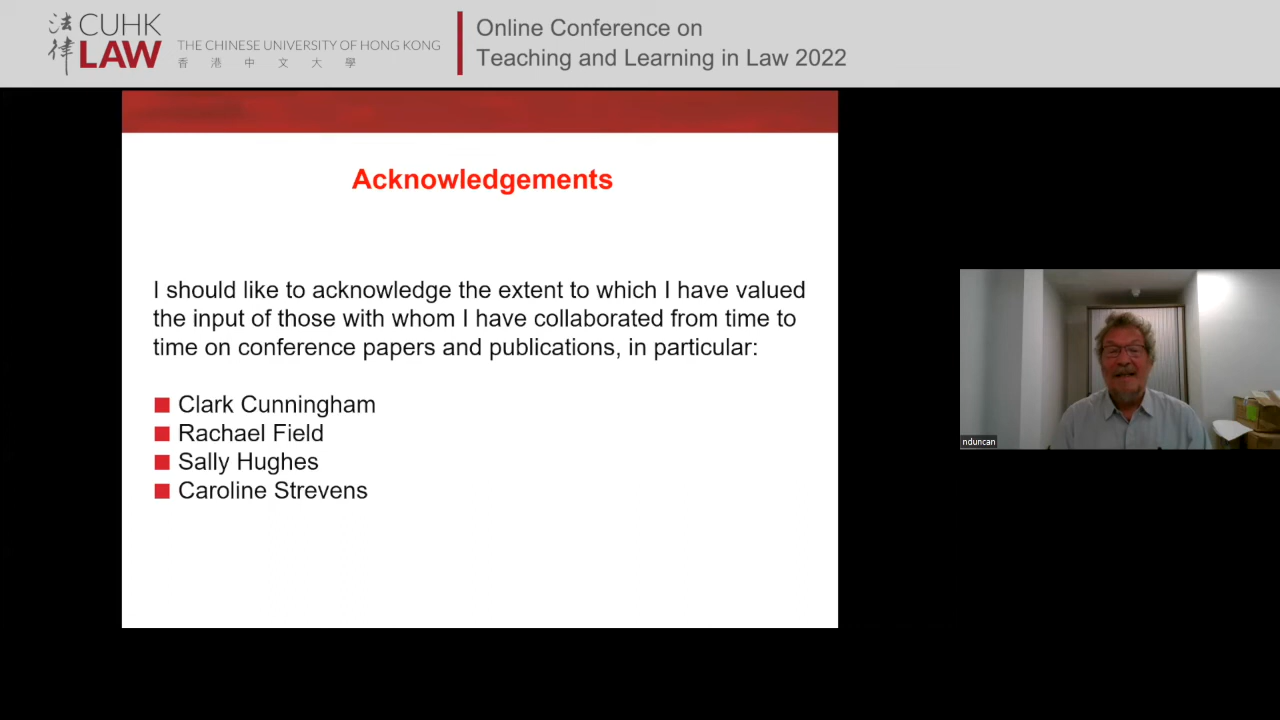 法律
CUHK
LAW
THE CHINESE UNIVERSITY OF HONG KONG
香 港 中 文 大 學
Online Conference on
Teaching and Learning in Law 2022
Acknowledgements
I should like to acknowledge the extent to which I have valued
the input of those with whom I have collaborated from time to
time on conference papers and publications, in particular:
Clark Cunningham
Rachael Field
Sally Hughes
Caroline Strevens
nduncan